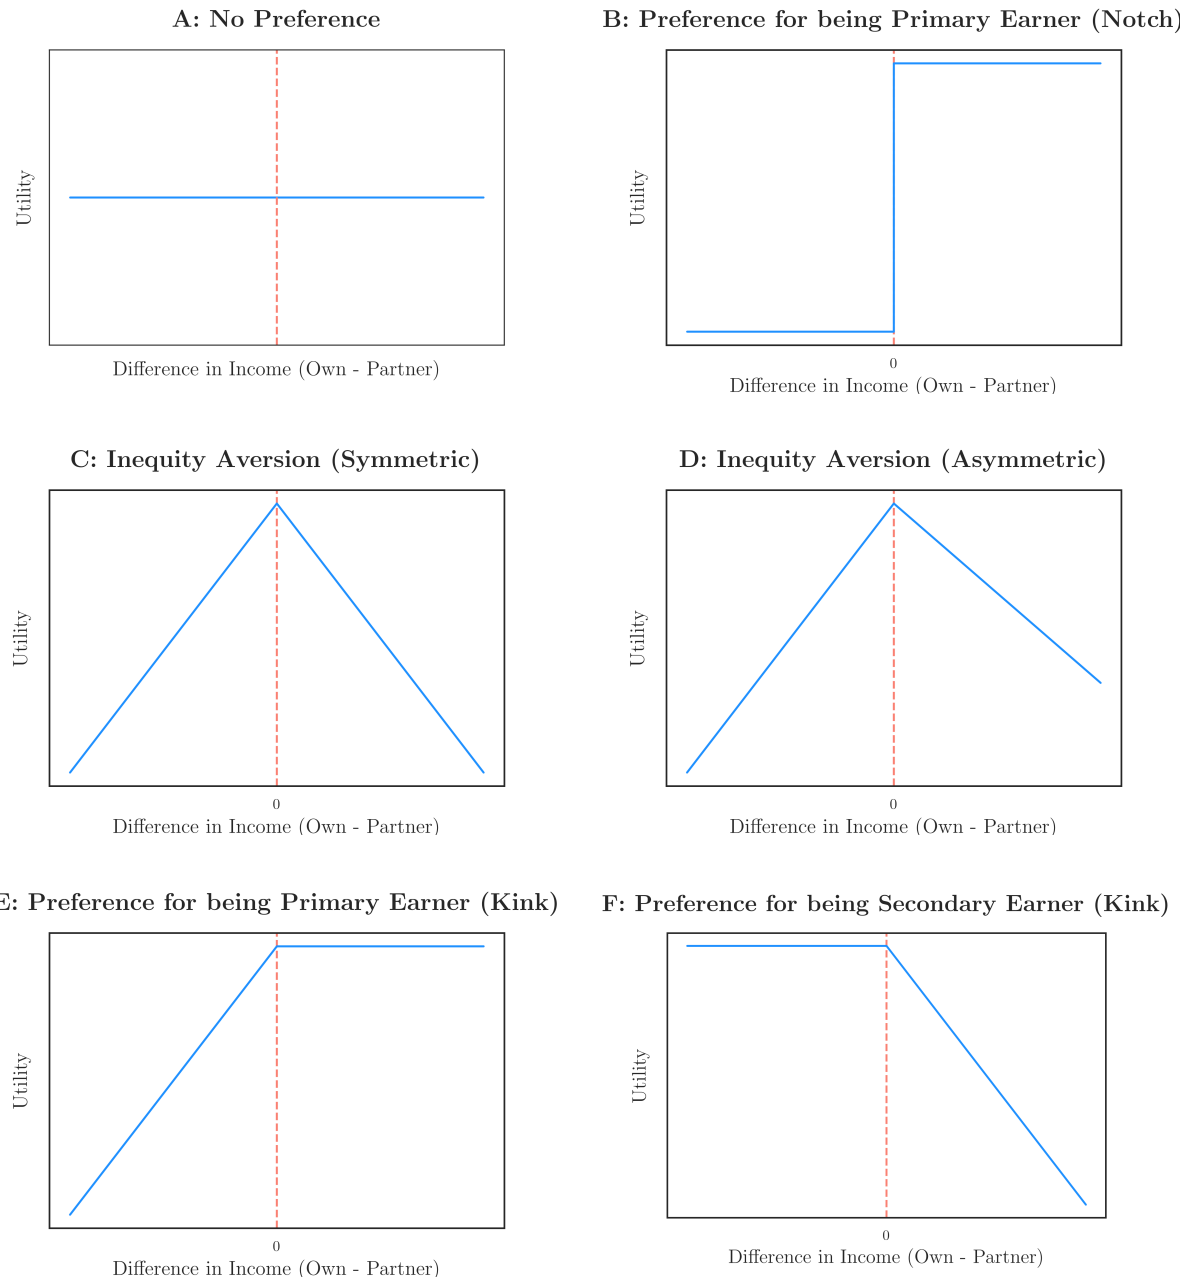 A: No Preference
Utility
Difference in Income (Own - Partner)
B: Preference for being Primary Earner (Notch)
Utility
0
Difference in Income (Own - Partner)
C: Inequity Aversion (Symmetric)
Utility
0
Difference in Income (Own - Partner)
D: Inequity Aversion (Asymmetric)
Utility
0
Difference in Income (Own - Partner)
E: Preference for being Primary Earner (Kink)
Utility
0
Difference in Income (Own - Partner)
F: Preference for being Secondary Earner (Kink)
Utility
0
Difference in Income (Own - Partner)